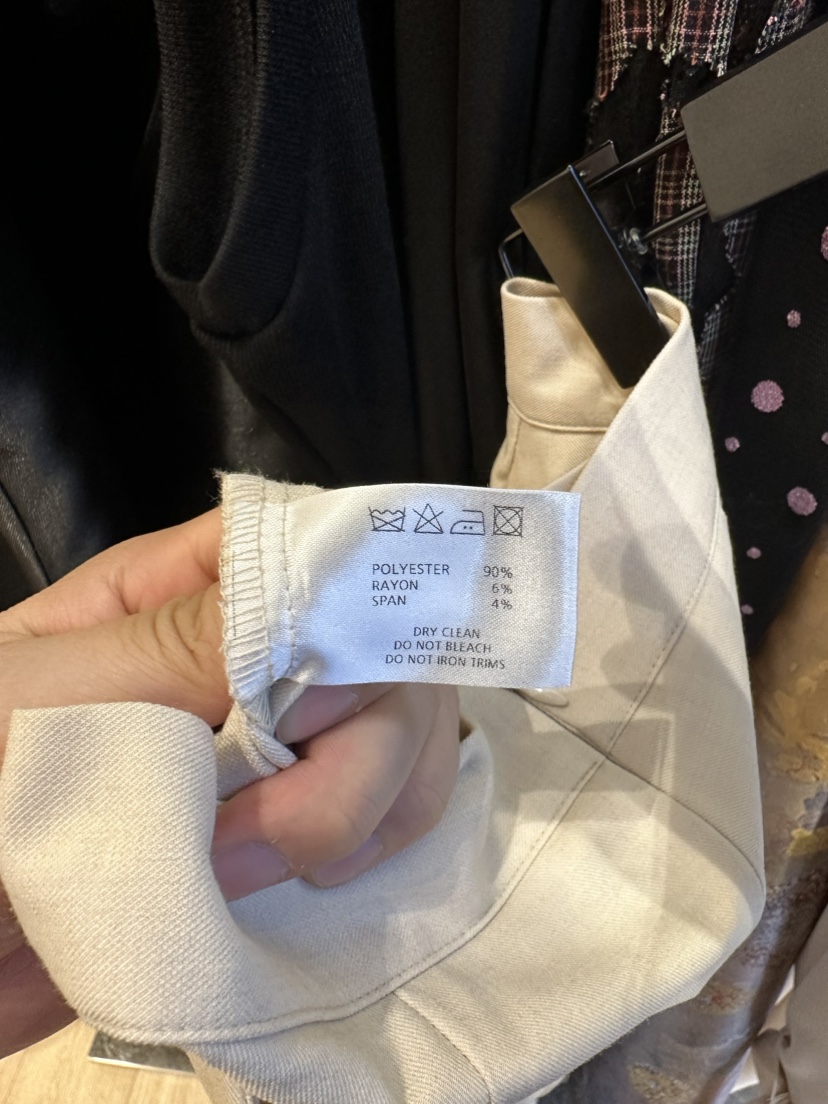 POLYESTER 90%
RAYON 6%
SPAN 4%
DRY CLEAN
DO NOT BLEACH
DO NOT IRON TRIMS